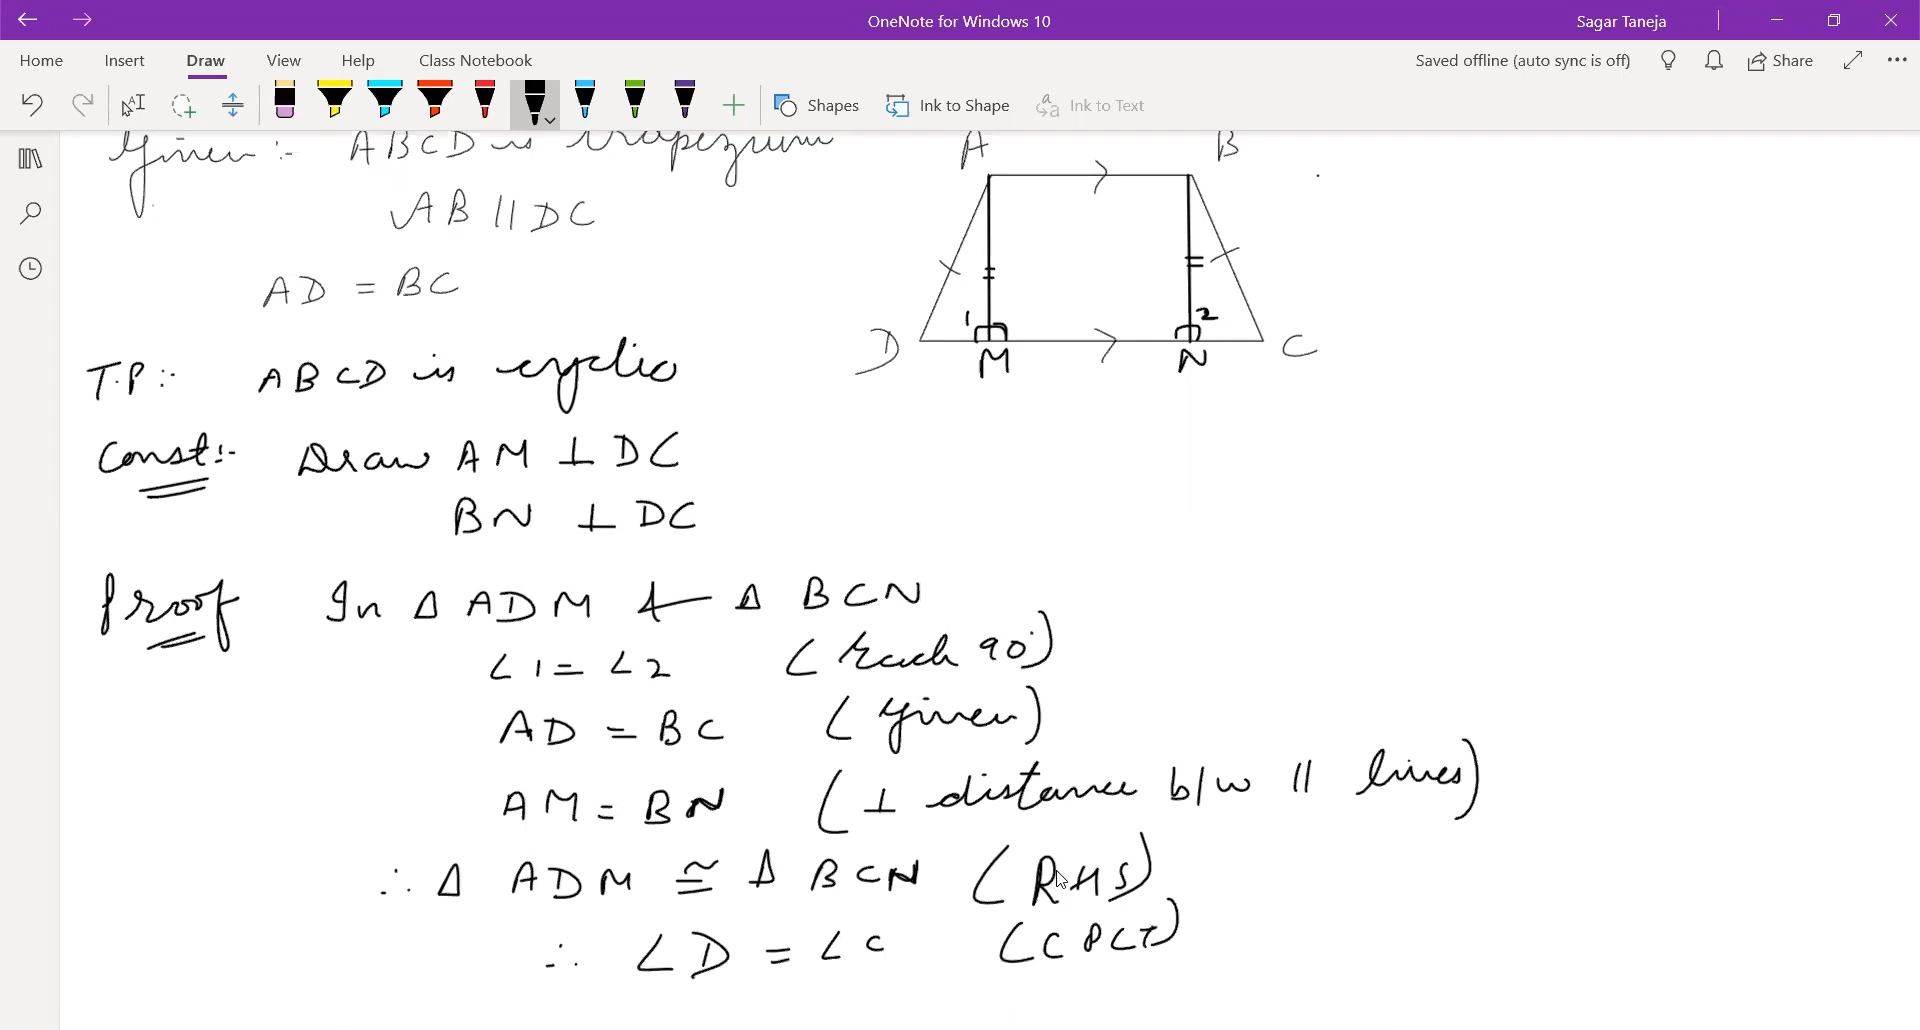 OneNote for Windows 10
Sagar Taneja
Home Insert Draw View Help Class Notebook
Saved offline (auto sync is off) Share
Shapes Ink to Shape Ink to Text
Given :- ABCD is trapezium
AB || DC
AD = BC
A B
1 2
D M N C
T.P :- ABCD is cyclic
Const :- Draw AM ⊥ DC
BN ⊥ DC
Proof In Δ ADM & Δ BCN
∠1 = ∠2 (Each 90°)
AD = BC (given)
AM = BN (⊥ distance b/w || lines)
∴ Δ ADM ≅ Δ BCN (RHS)
∴ ∠D = ∠C (CPCT)